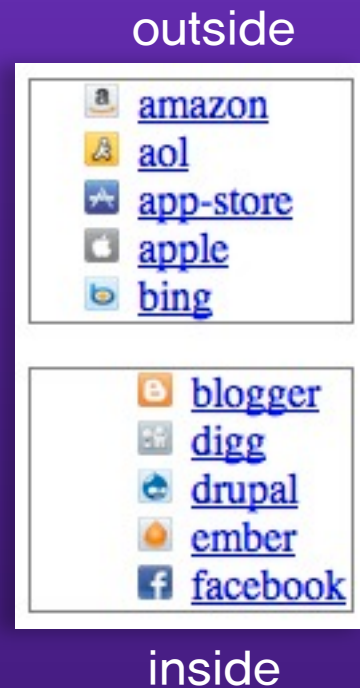 outside
amazon
aol
app-store
apple
bing
blogger
digg
drupal
ember
facebook
inside